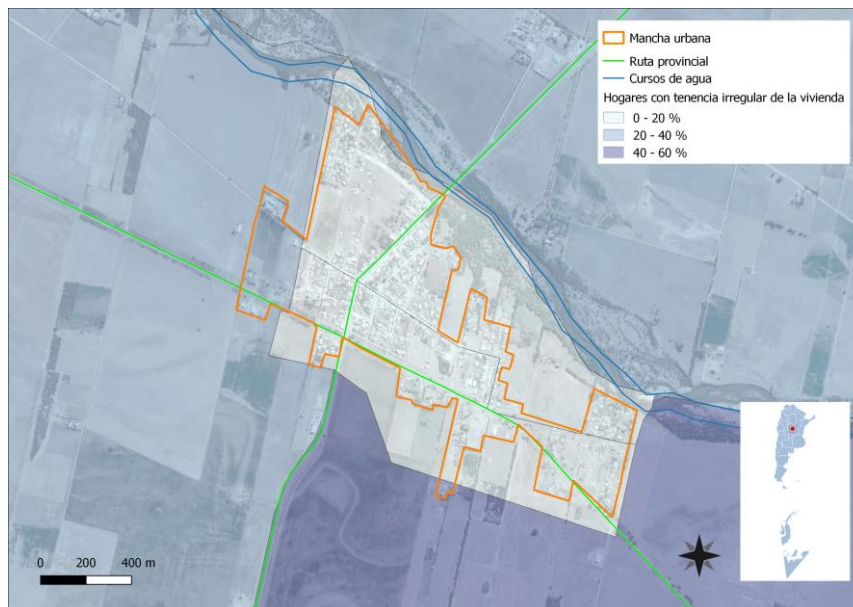 Mancha urbana
Ruta provincial
Cursos de agua
Hogares con tenencia irregular de la vivienda
0 - 20 %
20 - 40 %
40 - 60 %
0 200 400 m